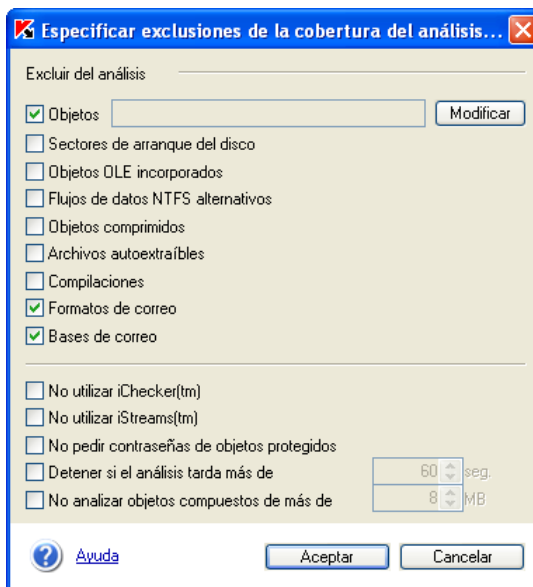 Especificar exclusiones de la cobertura del análisis...
Excluir del análisis
Objetos
Modificar
Sectores de arranque del disco
Objetos OLE incorporados
Flujos de datos NTFS alternativos
Objetos comprimidos
Archivos autoextraíbles
Compilaciones
Formatos de correo
Bases de correo
No utilizar iChecker(tm)
No utilizar iStreams(tm)
No pedir contraseñas de objetos protegidos
Detener si el análisis tarda más de 60 seg.
No analizar objetos compuestos de más de 8 MB
Ayuda Aceptar Cancelar